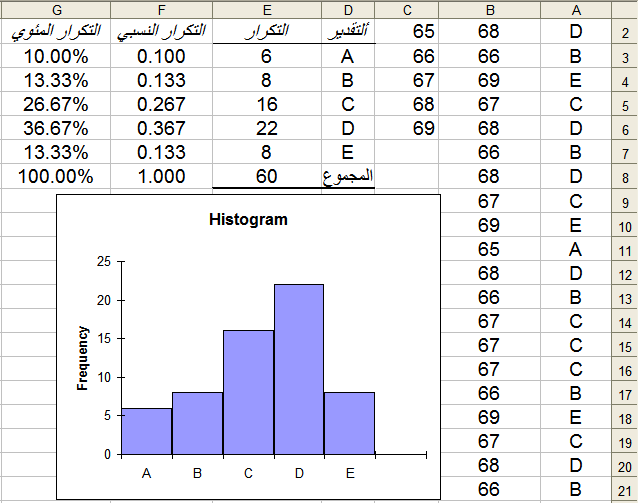 G F E D C B A
التكرار المئوي التكرار النسبي التكرار ألتقدير 65 68 D 2
10.00% 0.100 6 A 66 66 B 3
13.33% 0.133 8 B 67 69 E 4
26.67% 0.267 16 C 68 67 C 5
36.67% 0.367 22 D 69 68 D 6
13.33% 0.133 8 E 66 B 7
100.00% 1.000 60 المجموع 68 D 8
67 C 9
69 E 10
65 A 11
68 D 12
66 B 13
67 C 14
67 C 15
67 C 16
66 B 17
69 E 18
67 C 19
68 D 20
66 B 21
Histogram
Frequency
25
20
15
10
5
0
A B C D E